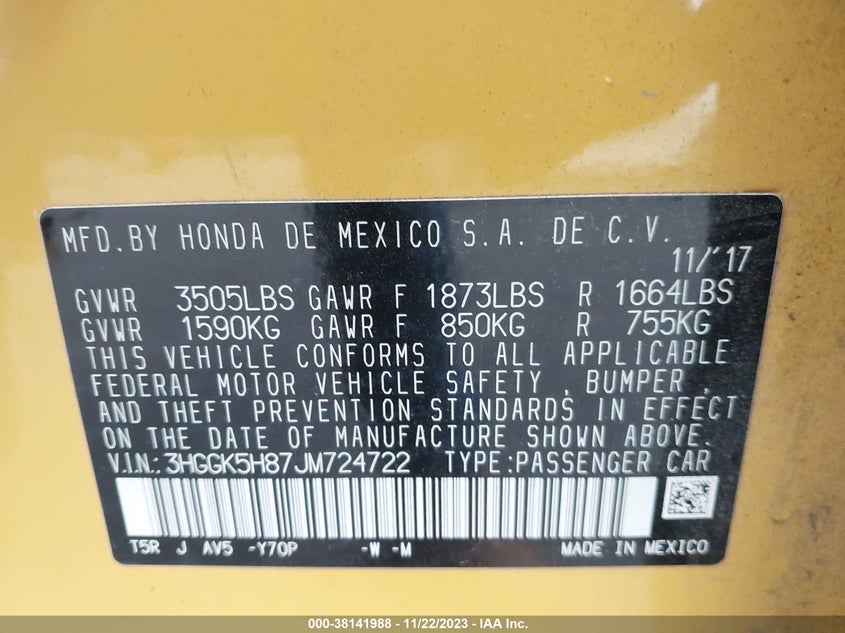 MFD.BY HONDA DE MEXICO S.A. DE C.V.
11/'17
GVWR 3505LBS GAWR F 1873LBS R 1664LBS
GVWR 1590KG GAWR F 850KG R 755KG
THIS VEHICLE CONFORMS TO ALL APPLICABLE
FEDERAL MOTOR VEHICLE SAFETY , BUMPER ,
AND THEFT PREVENTION STANDARDS IN EFFECT
ON THE DATE OF MANUFACTURE SHOWN ABOVE.
V.I.N.:3HGGK5H87JM724722 TYPE:PASSENGER CAR
T5R J AV5 -Y70P -W -M MADE IN MEXICO
000-38141988 - 11/22/2023 - IAA Inc.